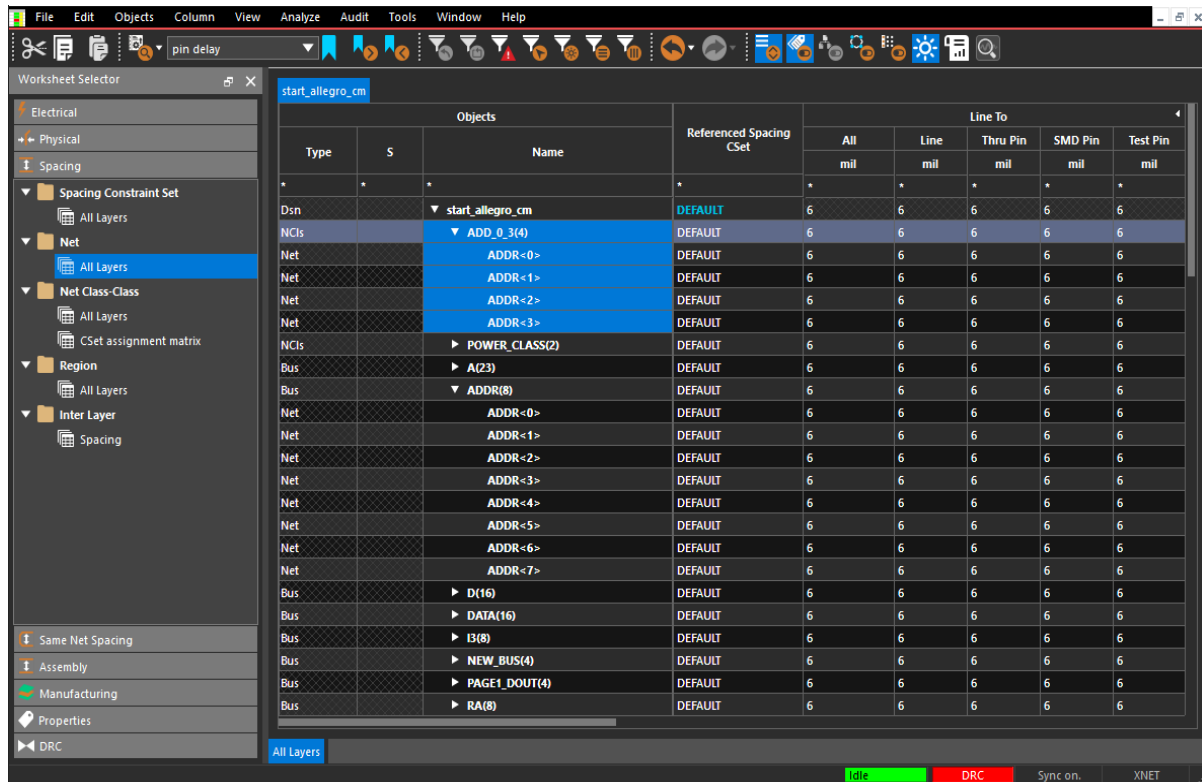 File Edit Objects Column View Analyze Audit Tools Window Help
pin delay
Worksheet Selector
Electrical
Physical
Spacing
Spacing Constraint Set
All Layers
Net
All Layers
Net Class-Class
All Layers
CSet assignment matrix
Region
All Layers
Inter Layer
Spacing
Same Net Spacing
Assembly
Manufacturing
Properties
DRC
start_allegro_cm
Objects Referenced Spacing CSet Line To
Type S Name All Line Thru Pin SMD Pin Test Pin
mil mil mil mil mil
* * * * * * * * *
Dsn start_allegro_cm DEFAULT 6 6 6 6 6
NCls ADD_0_3(4) DEFAULT 6 6 6 6 6
Net ADDR<0> DEFAULT 6 6 6 6 6
Net ADDR<1> DEFAULT 6 6 6 6 6
Net ADDR<2> DEFAULT 6 6 6 6 6
Net ADDR<3> DEFAULT 6 6 6 6 6
NCls POWER_CLASS(2) DEFAULT 6 6 6 6 6
Bus A(23) DEFAULT 6 6 6 6 6
Bus ADDR(8) DEFAULT 6 6 6 6 6
Net ADDR<0> DEFAULT 6 6 6 6 6
Net ADDR<1> DEFAULT 6 6 6 6 6
Net ADDR<2> DEFAULT 6 6 6 6 6
Net ADDR<3> DEFAULT 6 6 6 6 6
Net ADDR<4> DEFAULT 6 6 6 6 6
Net ADDR<5> DEFAULT 6 6 6 6 6
Net ADDR<6> DEFAULT 6 6 6 6 6
Net ADDR<7> DEFAULT 6 6 6 6 6
Bus D(16) DEFAULT 6 6 6 6 6
Bus DATA(16) DEFAULT 6 6 6 6 6
Bus I3(8) DEFAULT 6 6 6 6 6
Bus NEW_BUS(4) DEFAULT 6 6 6 6 6
Bus PAGE1_DOUT(4) DEFAULT 6 6 6 6 6
Bus RA(8) DEFAULT 6 6 6 6 6
All Layers
Idle DRC Sync on. XNET